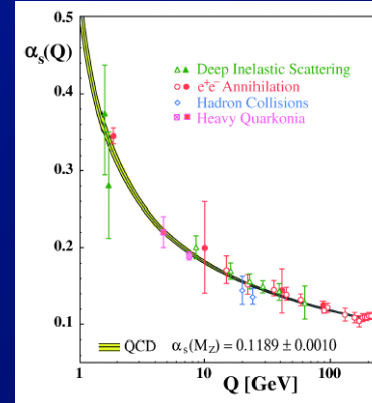 αs(Q)
Deep Inelastic Scattering
e⁺e⁻ Annihilation
Hadron Collisions
Heavy Quarkonia
0.5
0.4
0.3
0.2
0.1
QCD αs(MZ) = 0.1189 ± 0.0010
1 10 100
Q [GeV]